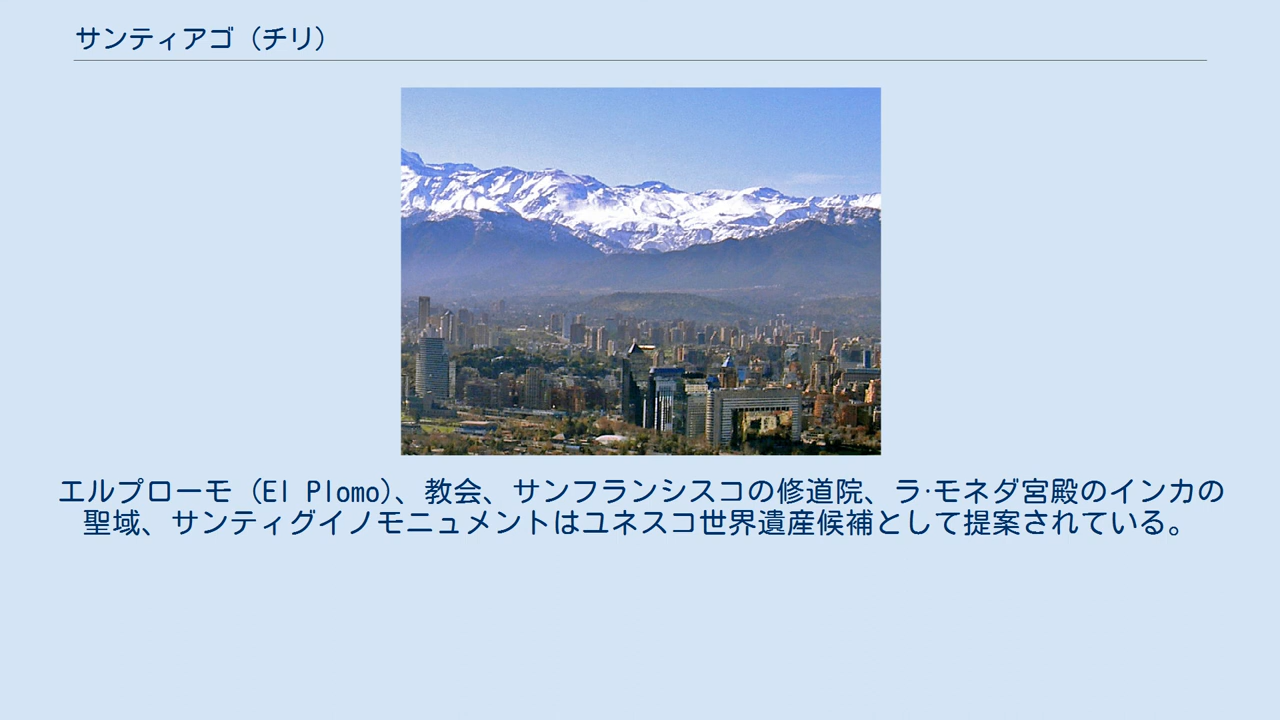 サンティアゴ（チリ）
エルプローモ（El Plomo）、教会、サンフランシスコの修道院、ラ·モネダ宮殿のインカの
聖域、サンティグイノモニュメントはユネスコ世界遺産候補として提案されている。